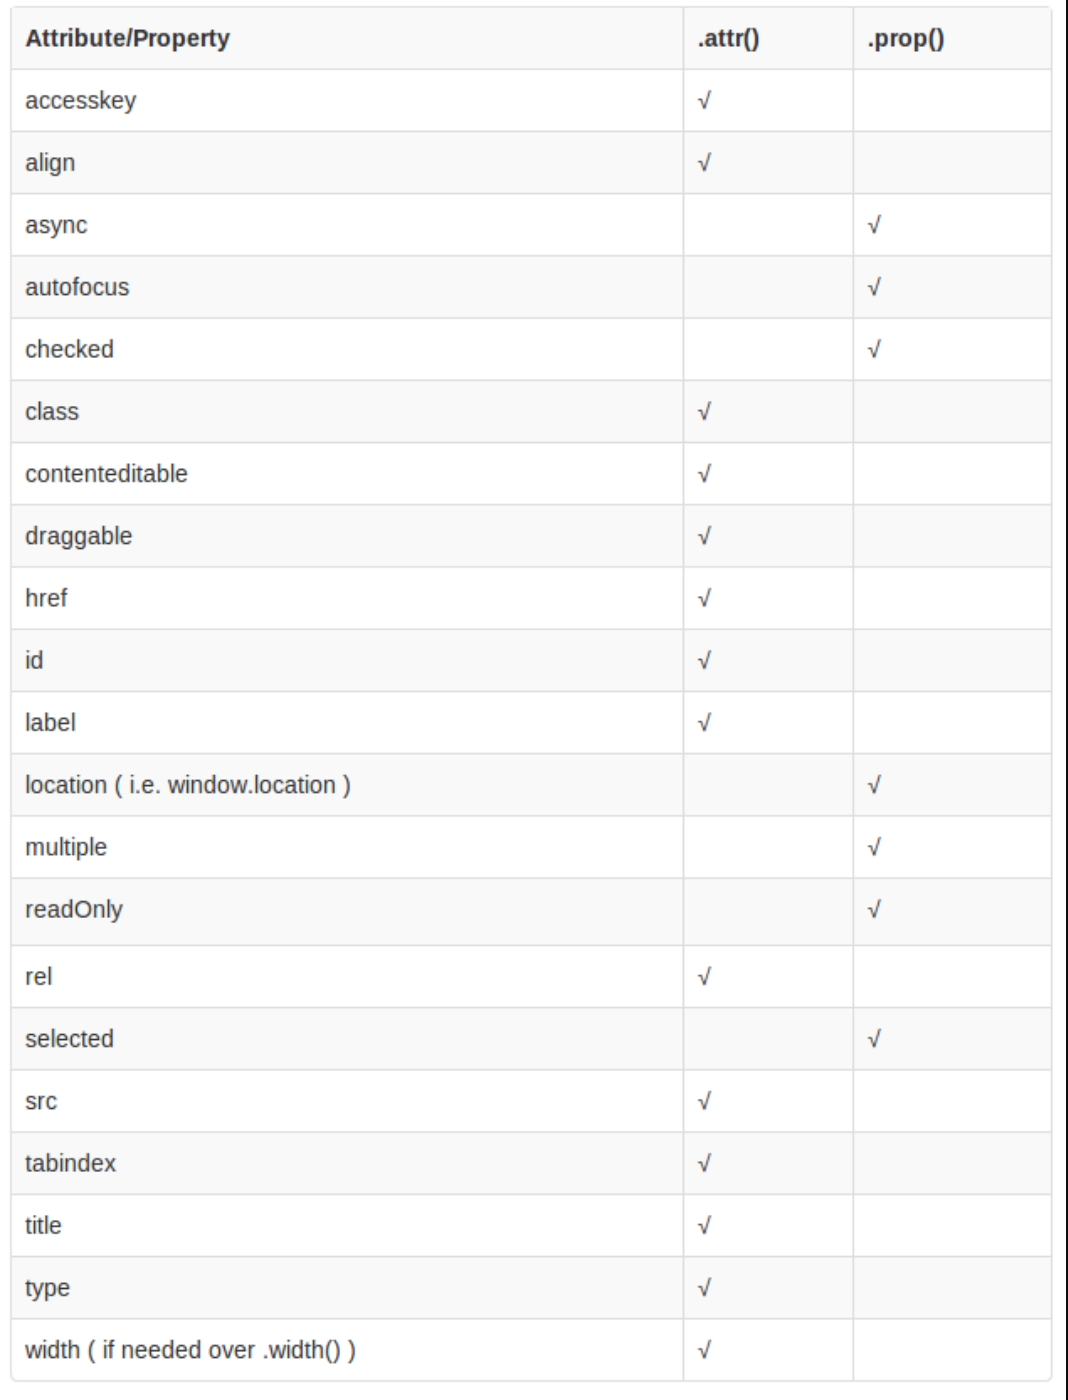 Attribute/Property .attr() .prop()
accesskey √
align √
async √
autofocus √
checked √
class √
contenteditable √
draggable √
href √
id √
label √
location ( i.e. window.location ) √
multiple √
readOnly √
rel √
selected √
src √
tabindex √
title √
type √
width ( if needed over .width() ) √